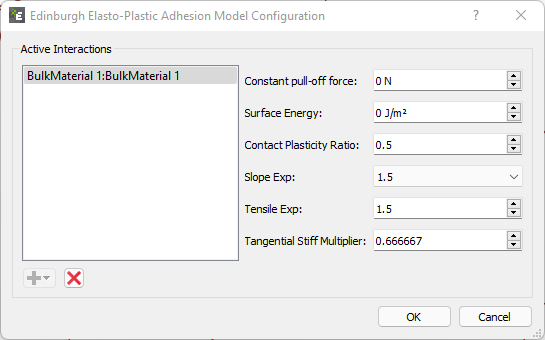 Edinburgh Elasto-Plastic Adhesion Model Configuration
Active Interactions
BulkMaterial 1:BulkMaterial 1
Constant pull-off force: 0 N
Surface Energy: 0 J/m²
Contact Plasticity Ratio: 0.5
Slope Exp: 1.5
Tensile Exp: 1.5
Tangential Stiff Multiplier: 0.666667
OK Cancel